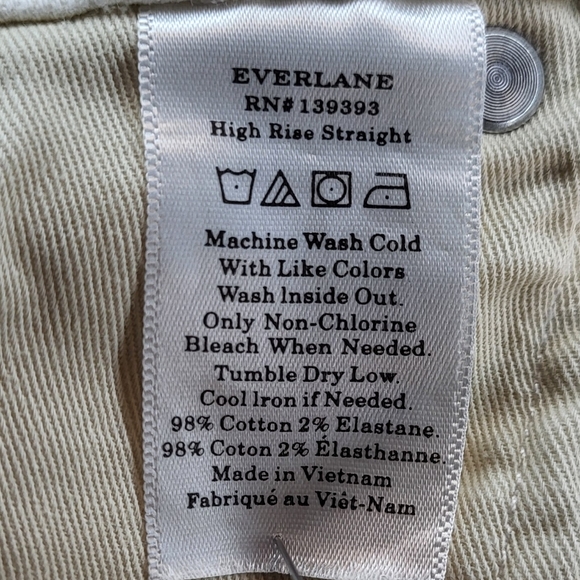 EVERLANE
RN# 139393
High Rise Straight
Machine Wash Cold
With Like Colors
Wash Inside Out.
Only Non-Chlorine
Bleach When Needed.
Tumble Dry Low.
Cool Iron if Needed.
98% Cotton 2% Elastane.
98% Coton 2% Élasthanne.
Made in Vietnam
Fabriqué au Viêt-Nam